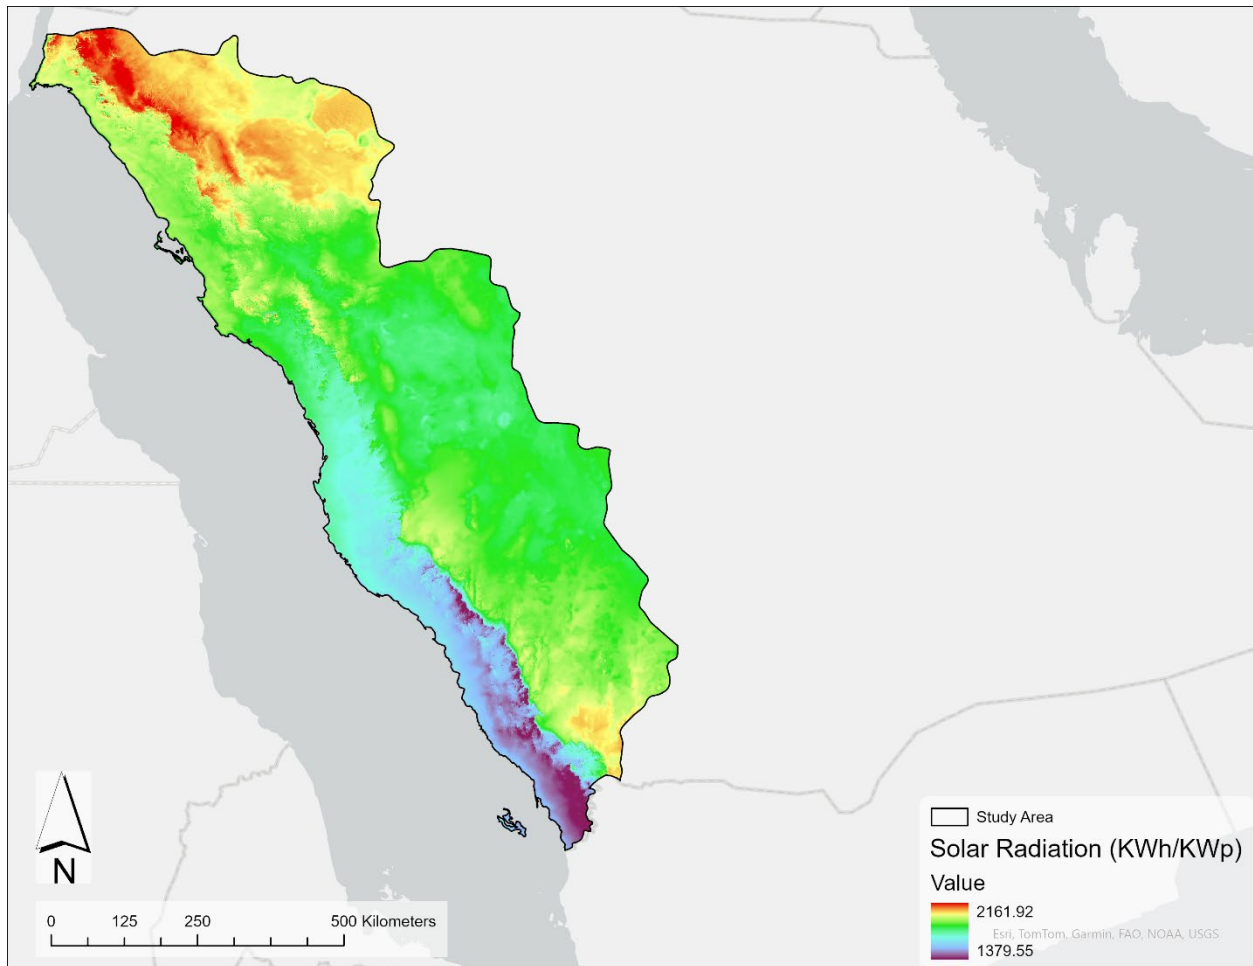 N
0 125 250 500 Kilometers
Study Area
Solar Radiation (KWh/KWp)
Value
2161.92
Esri, TomTom, Garmin, FAO, NOAA, USGS
1379.55